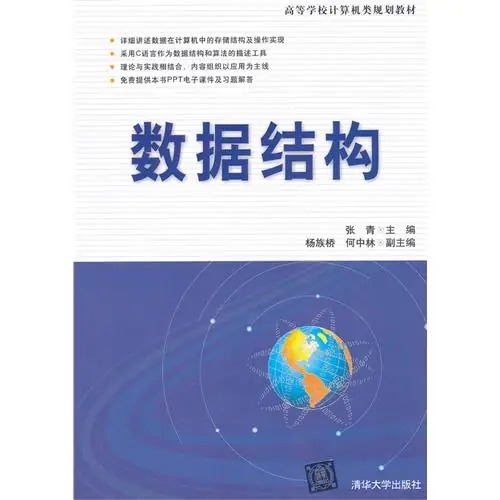 高等学校计算机类规划教材
• 详细讲述数据在计算机中的存储结构及操作实现
• 采用C语言作为数据结构和算法的描述工具
• 理论与实践相结合,内容组织以应用为主线
• 免费提供本书PPT电子课件及习题解答
数据结构
张 青 主 编
杨族桥 何中林 副主编
清华大学出版社